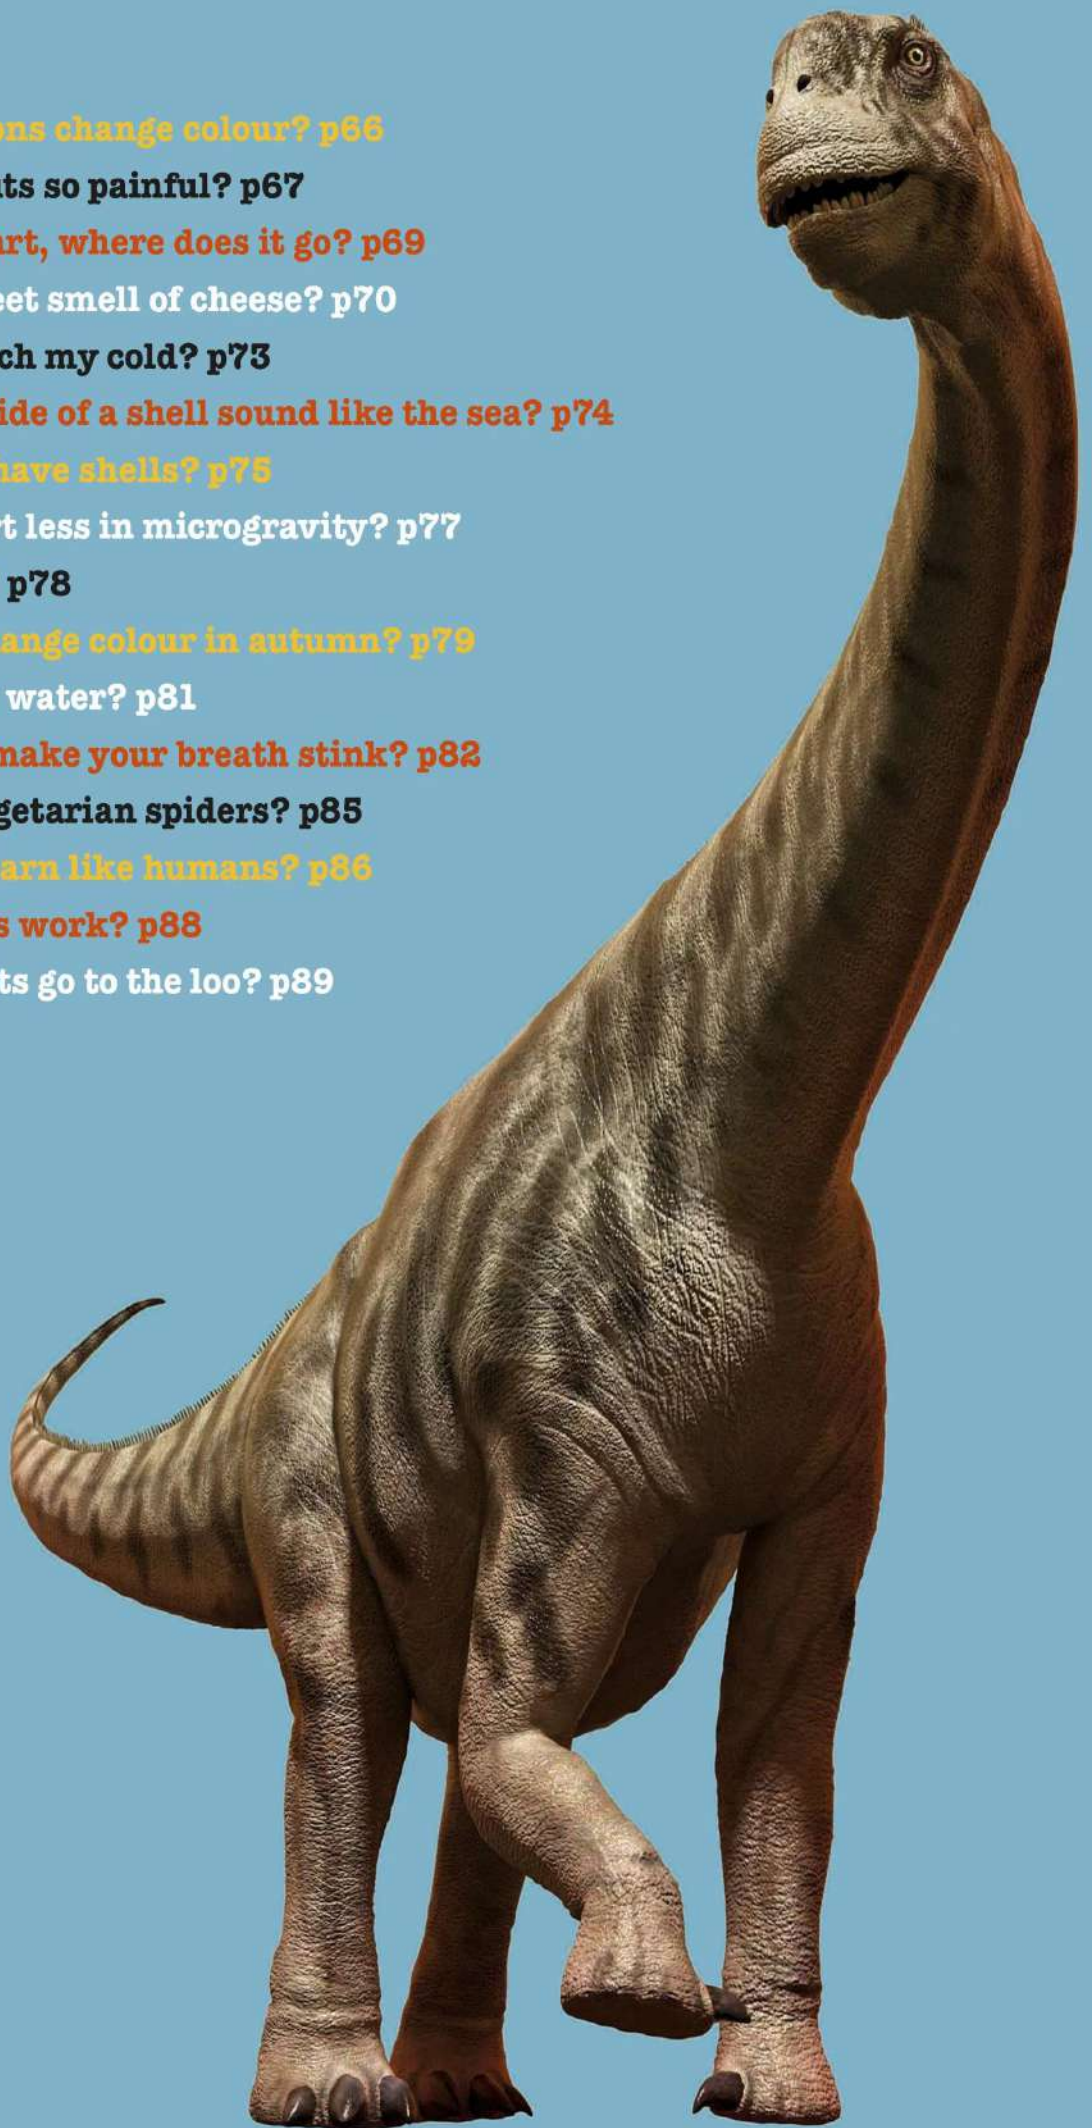 ons change colour? p66
ts so painful? p67
rt, where does it go? p69
et smell of cheese? p70
ch my cold? p73
ide of a shell sound like the sea? p74
have shells? p75
t less in microgravity? p77
p78
ange colour in autumn? p79
water? p81
make your breath stink? p82
getarian spiders? p85
arn like humans? p86
s work? p88
ts go to the loo? p89